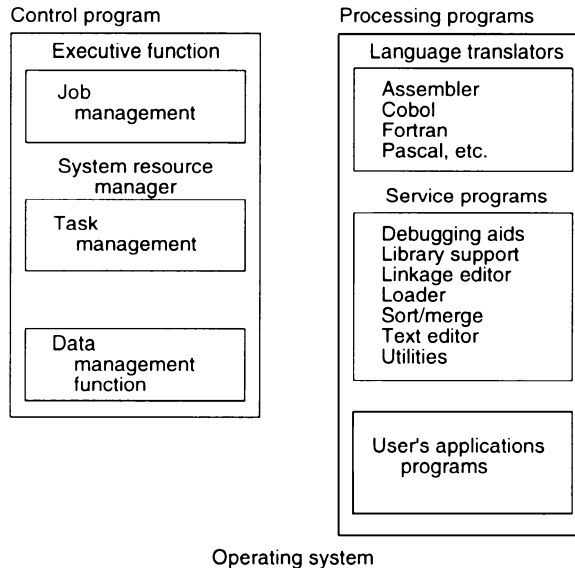 Control program
Executive function
Job
management
System resource
manager
Task
management
Data
management
function
Processing programs
Language translators
Assembler
Cobol
Fortran
Pascal, etc.
Service programs
Debugging aids
Library support
Linkage editor
Loader
Sort/merge
Text editor
Utilities
User's applications
programs
Operating system